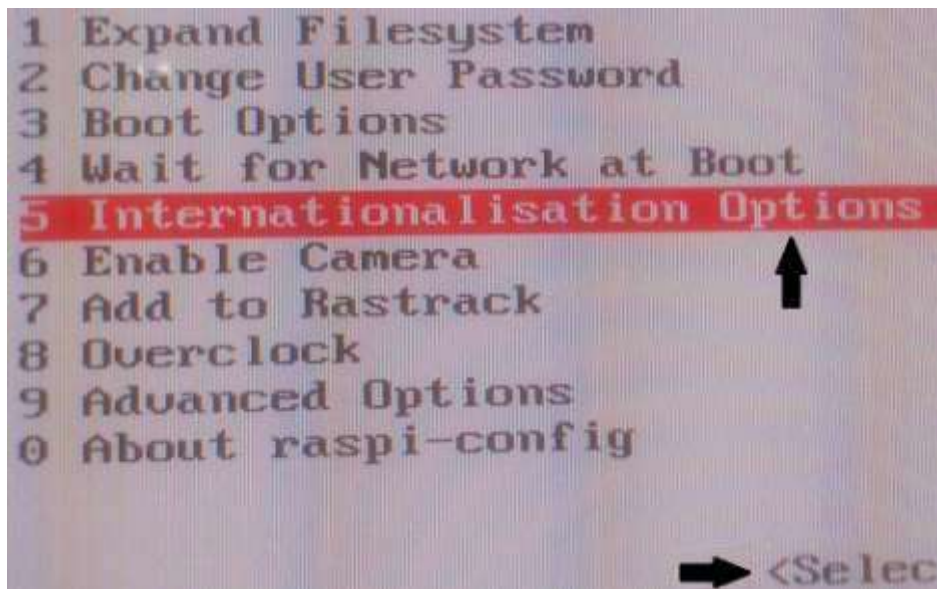 1 Expand Filesystem
2 Change User Password
3 Boot Options
4 Wait for Network at Boot
5 Internationalisation Options
6 Enable Camera
7 Add to Rastrack
8 Overclock
9 Advanced Options
0 About raspi-config
<Selec